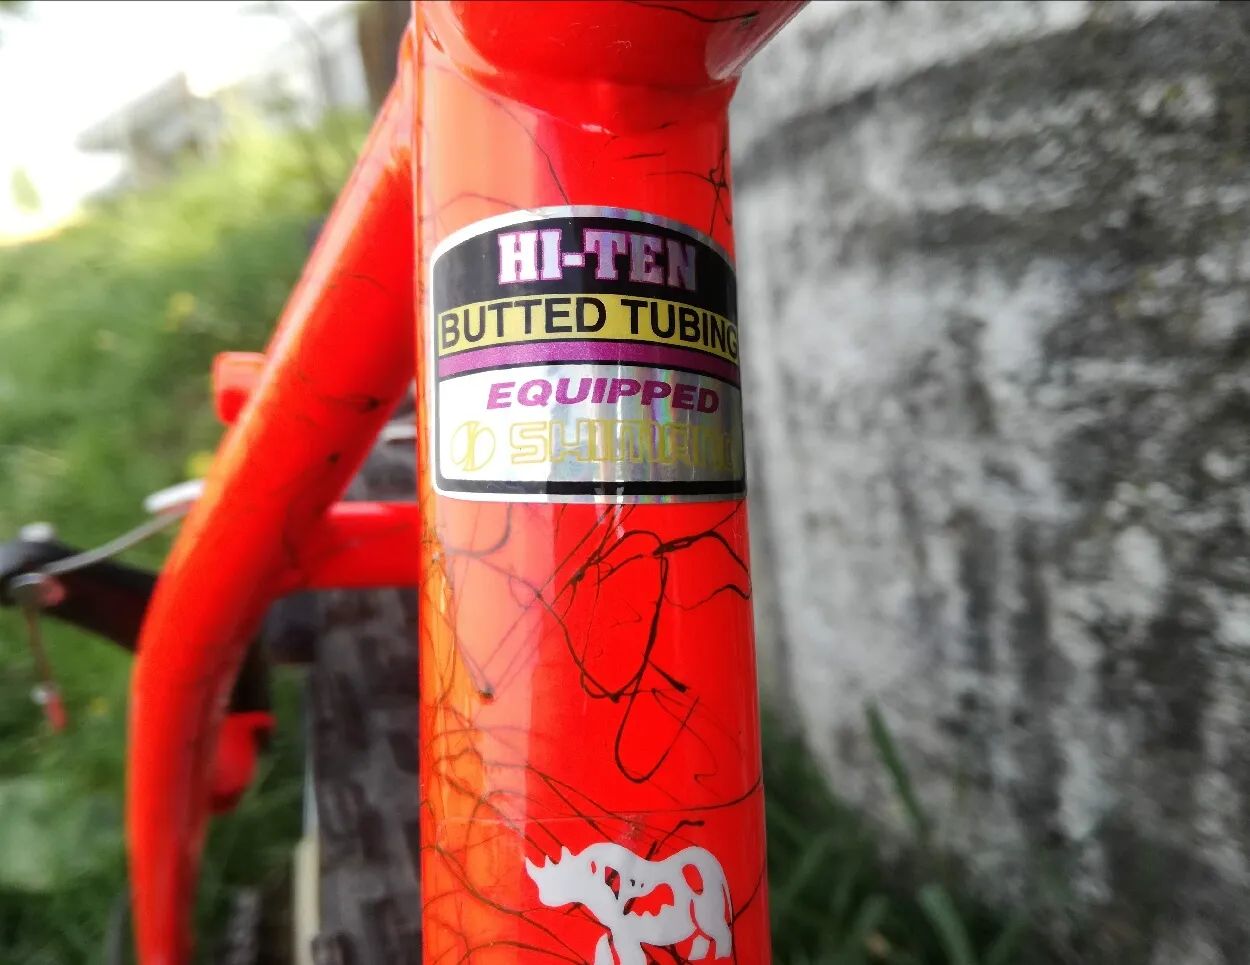 HI-TEN
BUTTED TUBING
EQUIPPED
SHIMANO